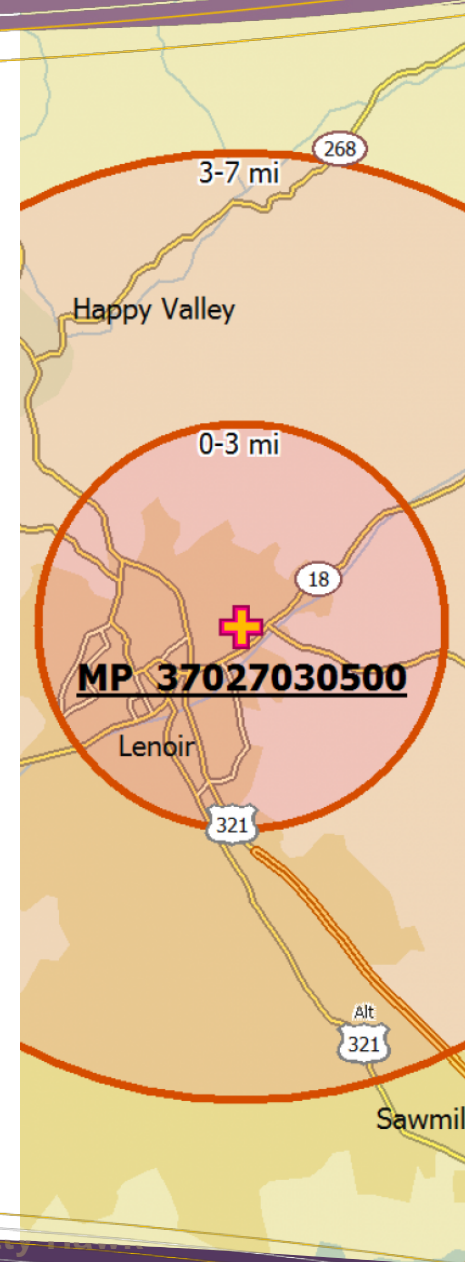 268
3-7 mi
Happy Valley
0-3 mi
18
MP 37027030500
Lenoir
321
Alt
321
Sawmil